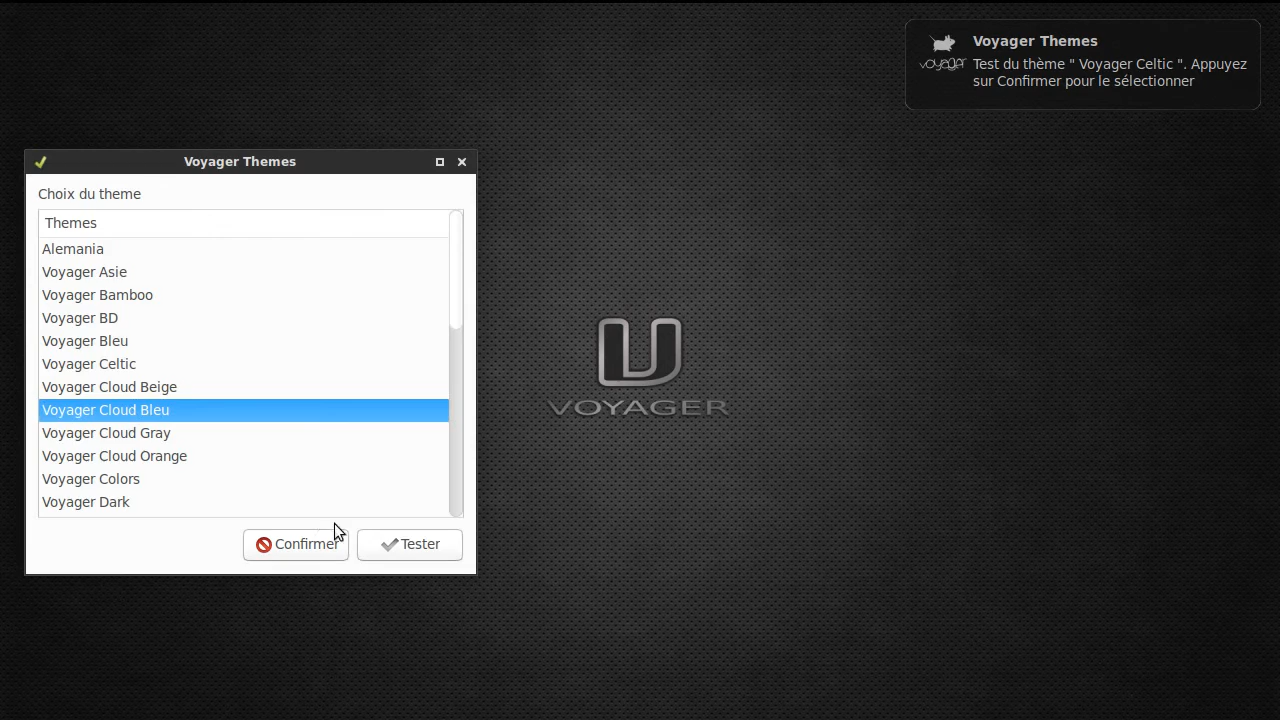 Voyager Themes
voyager
Test du thème " Voyager Celtic ". Appuyez
sur Confirmer pour le sélectionner
Voyager Themes
Choix du theme
Themes
Alemania
Voyager Asie
Voyager Bamboo
Voyager BD
Voyager Bleu
Voyager Celtic
Voyager Cloud Beige
Voyager Cloud Bleu
Voyager Cloud Gray
Voyager Cloud Orange
Voyager Colors
Voyager Dark
Confirmer
Tester
VOYAGER